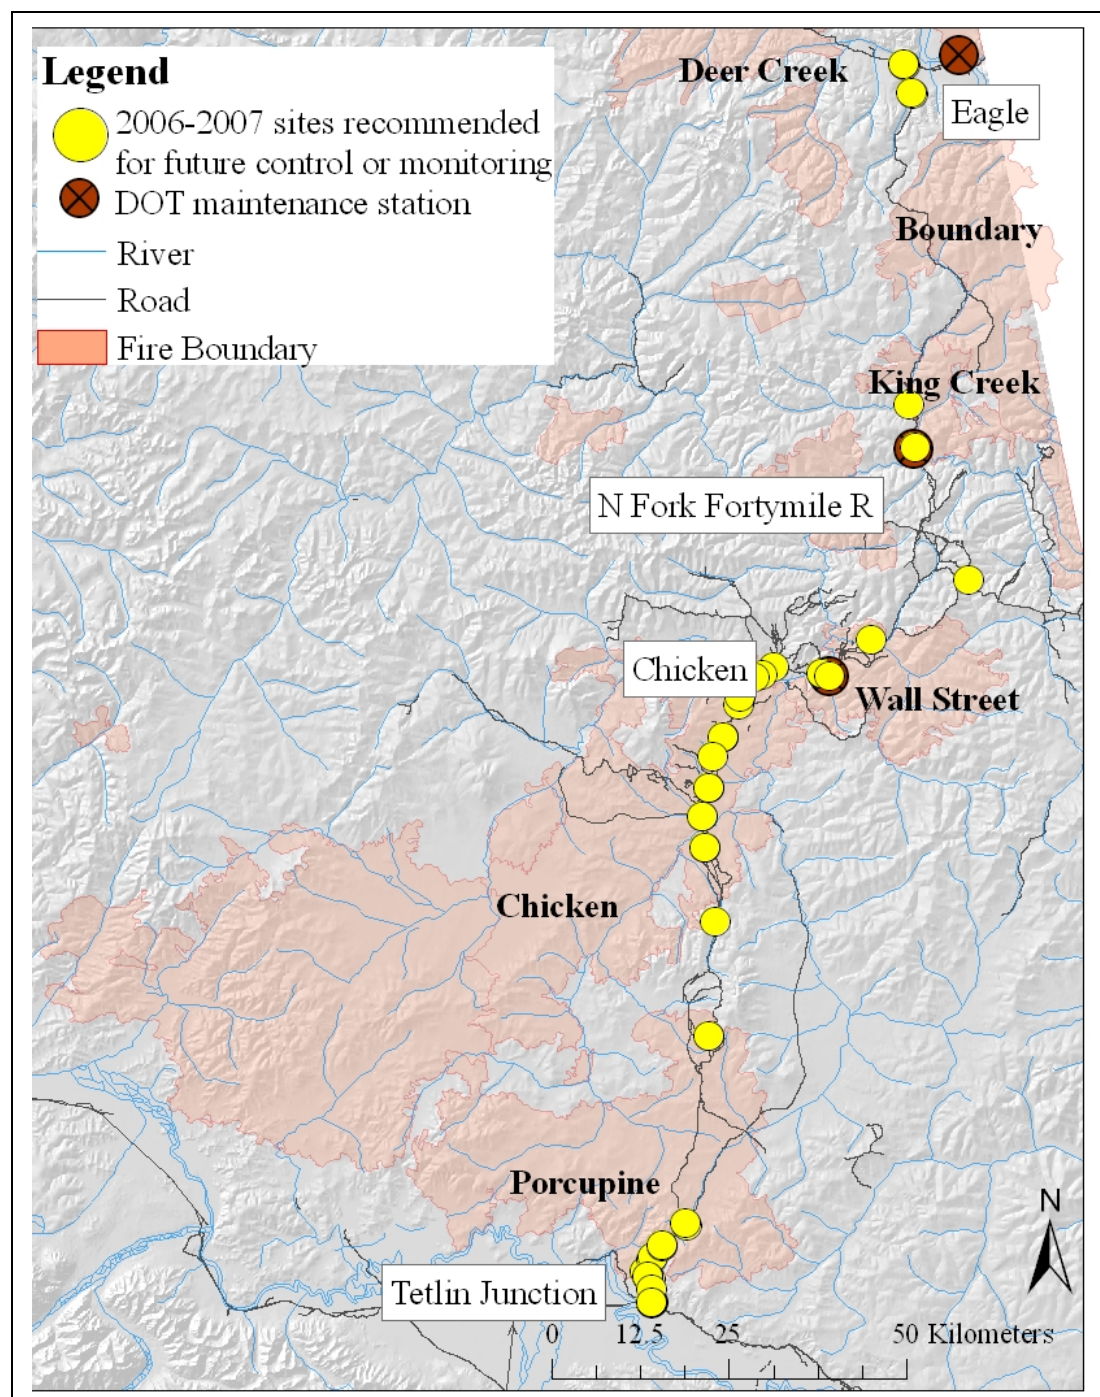 Legend
2006-2007 sites recommended
for future control or monitoring
DOT maintenance station
River
Road
Fire Boundary
Deer Creek
Eagle
Boundary
King Creek
N Fork Fortymile R
Chicken
Wall Street
Chicken
Porcupine
N
Tetlin Junction
0 12.5 25 50 Kilometers